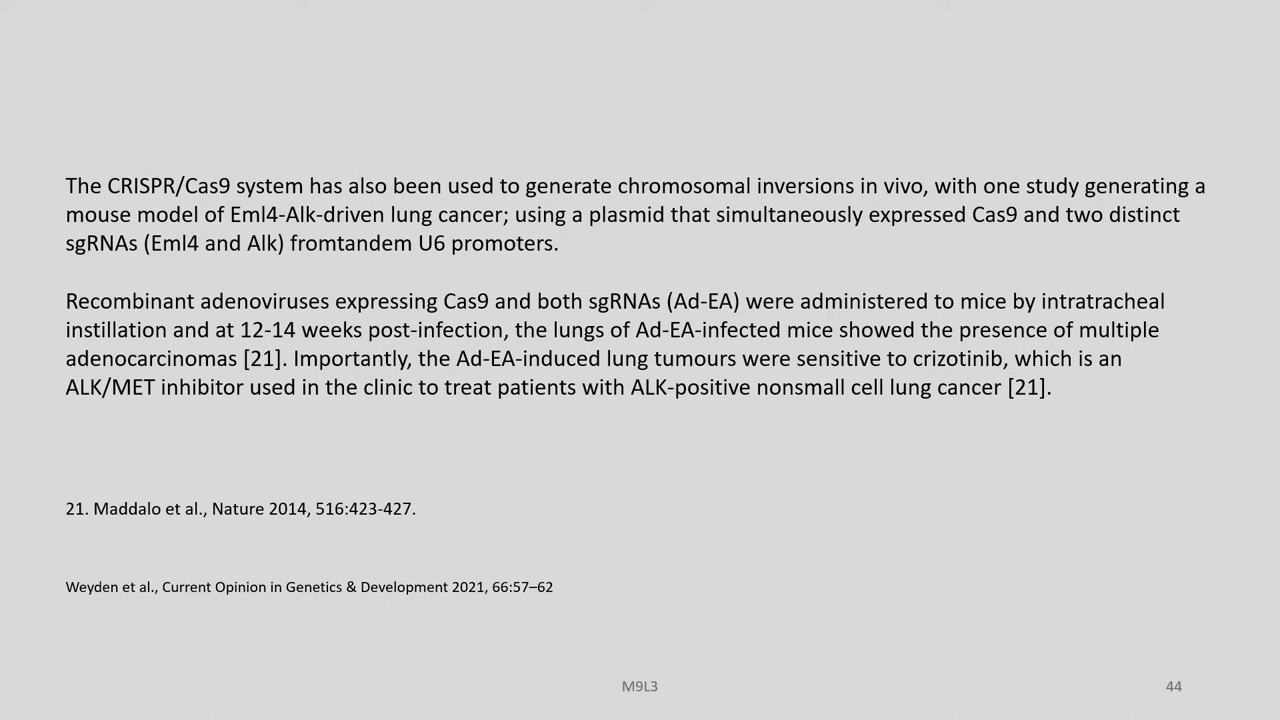 The CRISPR/Cas9 system has also been used to generate chromosomal inversions in vivo, with one study generating a
mouse model of Eml4-Alk-driven lung cancer; using a plasmid that simultaneously expressed Cas9 and two distinct
sgRNAs (Eml4 and Alk) fromtandem U6 promoters.
Recombinant adenoviruses expressing Cas9 and both sgRNAs (Ad-EA) were administered to mice by intratracheal
instillation and at 12-14 weeks post-infection, the lungs of Ad-EA-infected mice showed the presence of multiple
adenocarcinomas [21]. Importantly, the Ad-EA-induced lung tumours were sensitive to crizotinib, which is an
ALK/MET inhibitor used in the clinic to treat patients with ALK-positive nonsmall cell lung cancer [21].
21. Maddalo et al., Nature 2014, 516:423-427.
Weyden et al., Current Opinion in Genetics & Development 2021, 66:57–62
M9L3
44